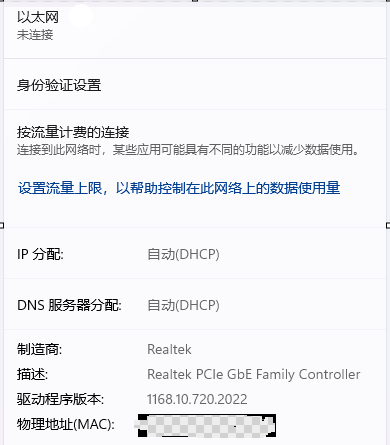 以太网
未连接
身份验证设置
按流量计费的连接
连接到此网络时，某些应用可能具有不同的功能以减少数据使用。
设置流量上限，以帮助控制在此网络上的数据使用量
IP 分配: 自动(DHCP)
DNS 服务器分配: 自动(DHCP)
制造商: Realtek
描述: Realtek PCIe GbE Family Controller
驱动程序版本: 1168.10.720.2022
物理地址(MAC):